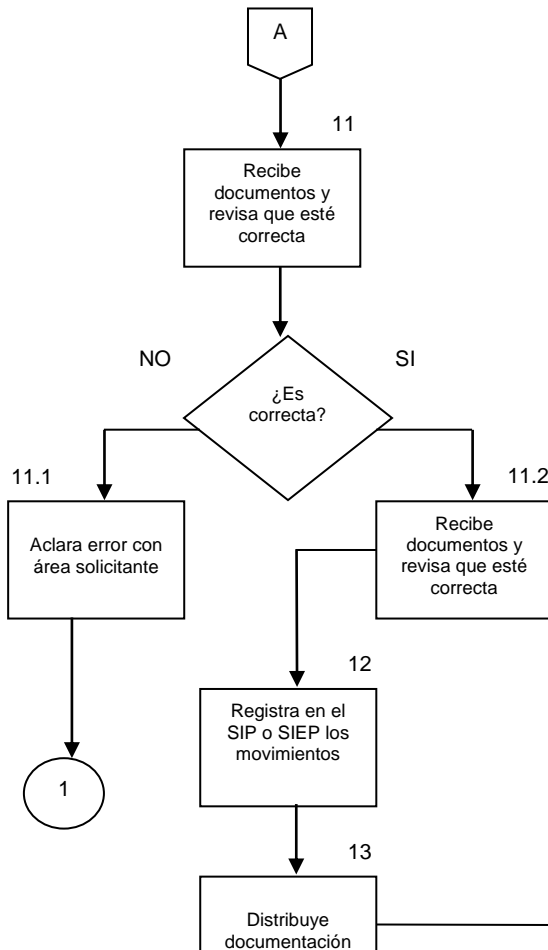 A
11
Recibe
documentos y
revisa que esté
correcta
NO
SI
¿Es
correcta?
11.1
Aclara error con
área solicitante
11.2
Recibe
documentos y
revisa que esté
correcta
12
Registra en el
SIP o SIEP los
movimientos
1
13
Distribuye
documentación